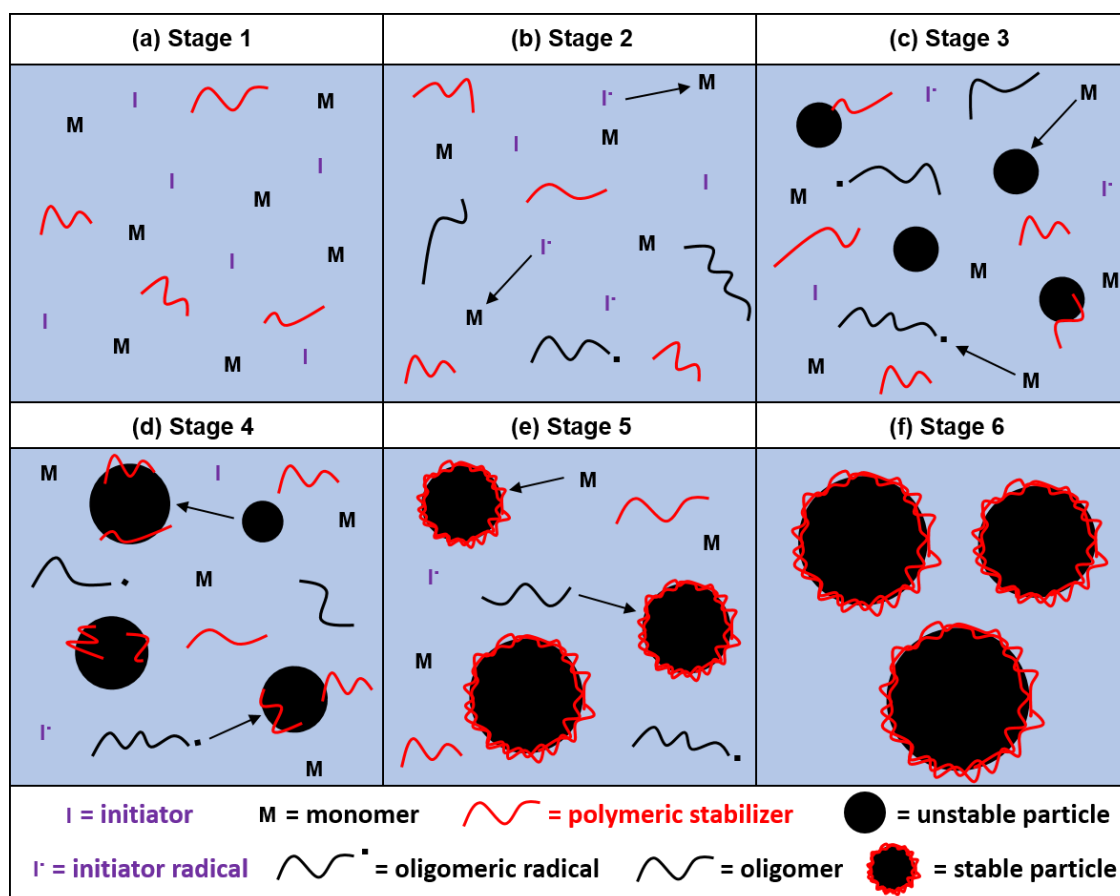 (a) Stage 1
I M
M
I I
M
M
I M
I
M I
M
(b) Stage 2
I· M
I M
M
I
I· M
M I·
(c) Stage 3
I· M
M I·
M
I M
M
M
(d) Stage 4
M I
M
M
I·
M
(e) Stage 5
M
M
I·
M
(f) Stage 6
I = initiator M = monomer = polymeric stabilizer = unstable particle
I· = initiator radical = oligomeric radical = oligomer = stable particle